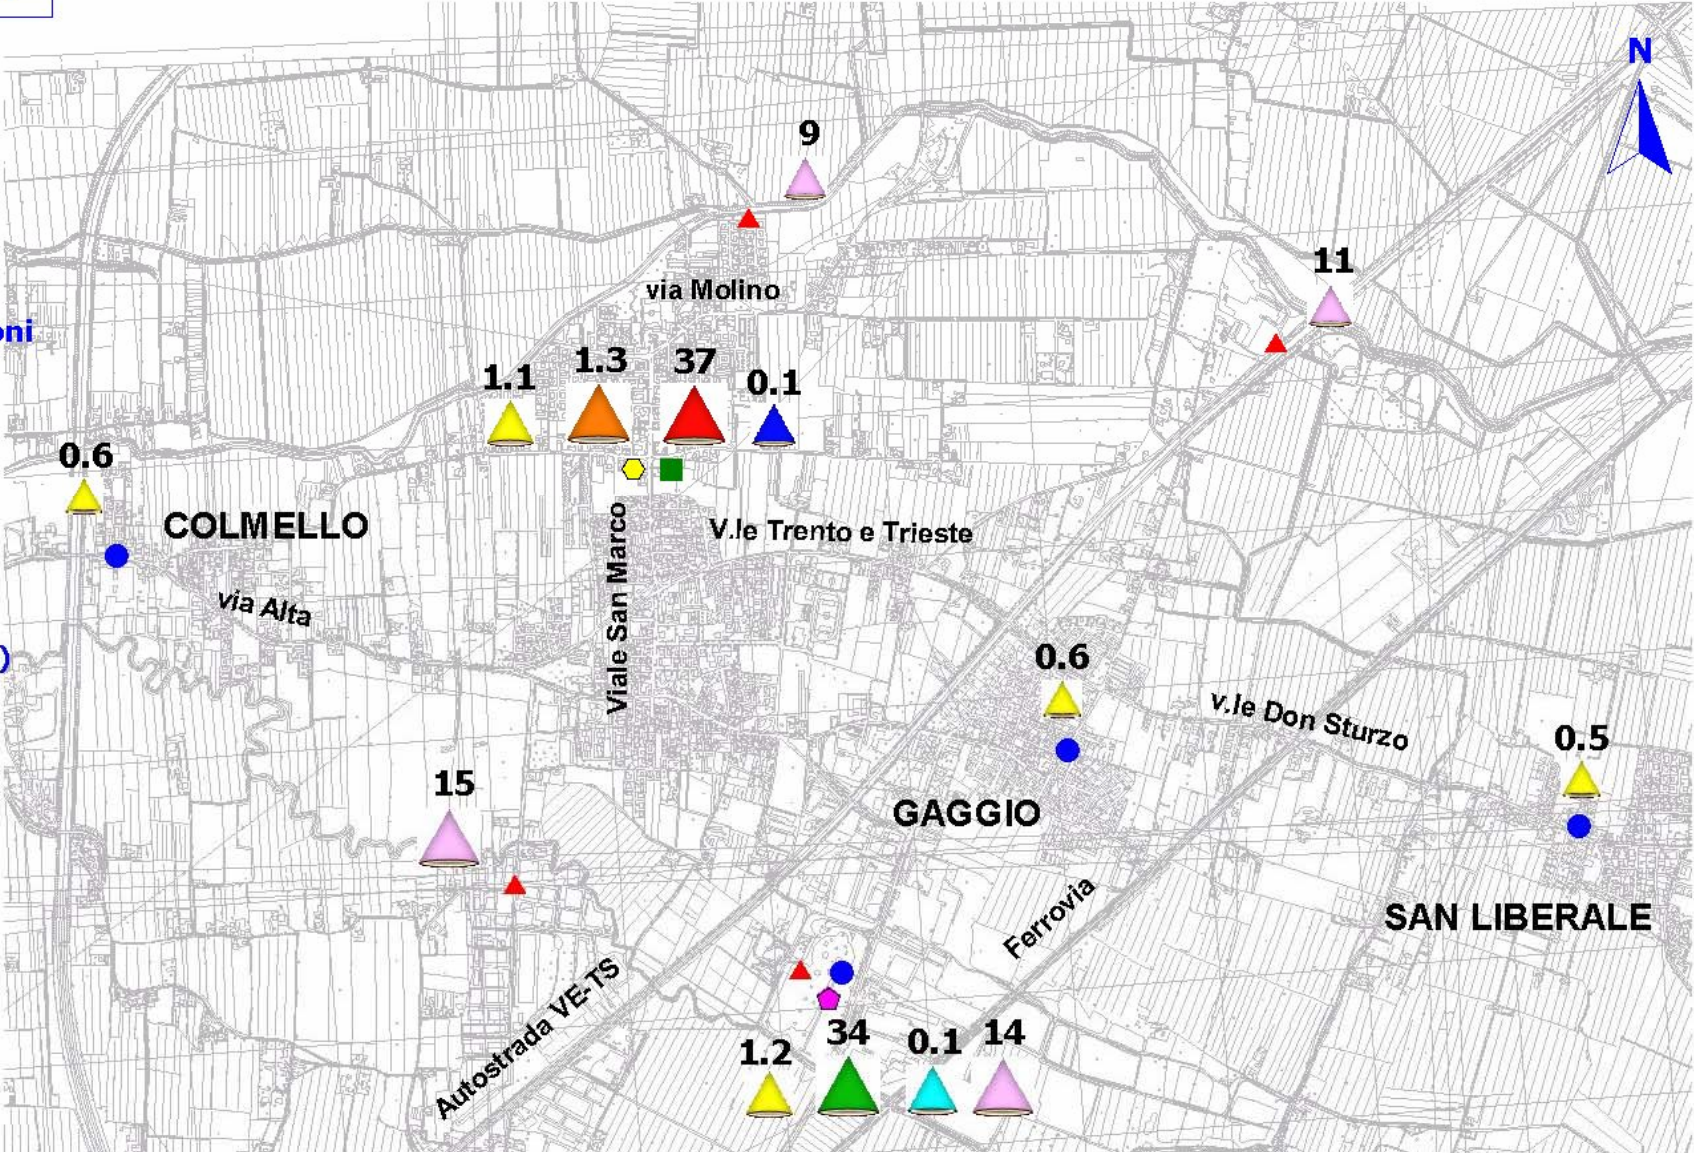 N
9
11
via Molino
oni
1.1
1.3
37
0.1
0.6
COLMELLO
V.le Trento e Trieste
Viale San Marco
via Alta
)
0.6
v.le Don Sturzo
0.5
15
GAGGIO
SAN LIBERALE
Ferrovia
Autostrada VE-TS
1.2
34
0.1
14